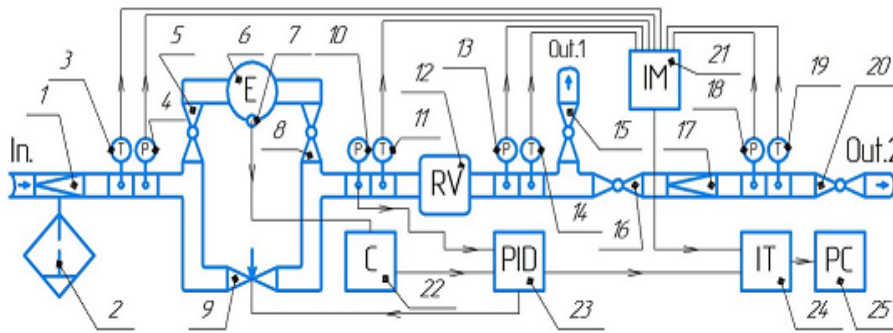 3 1 4 5 6 7 10 12 13 Out.1 21 19 20
E IM 18
T P 8 P T 11 P T 15 17 P T
In. RV Out.2
14 16
C PID IT PC
2 9 22 23 24 25